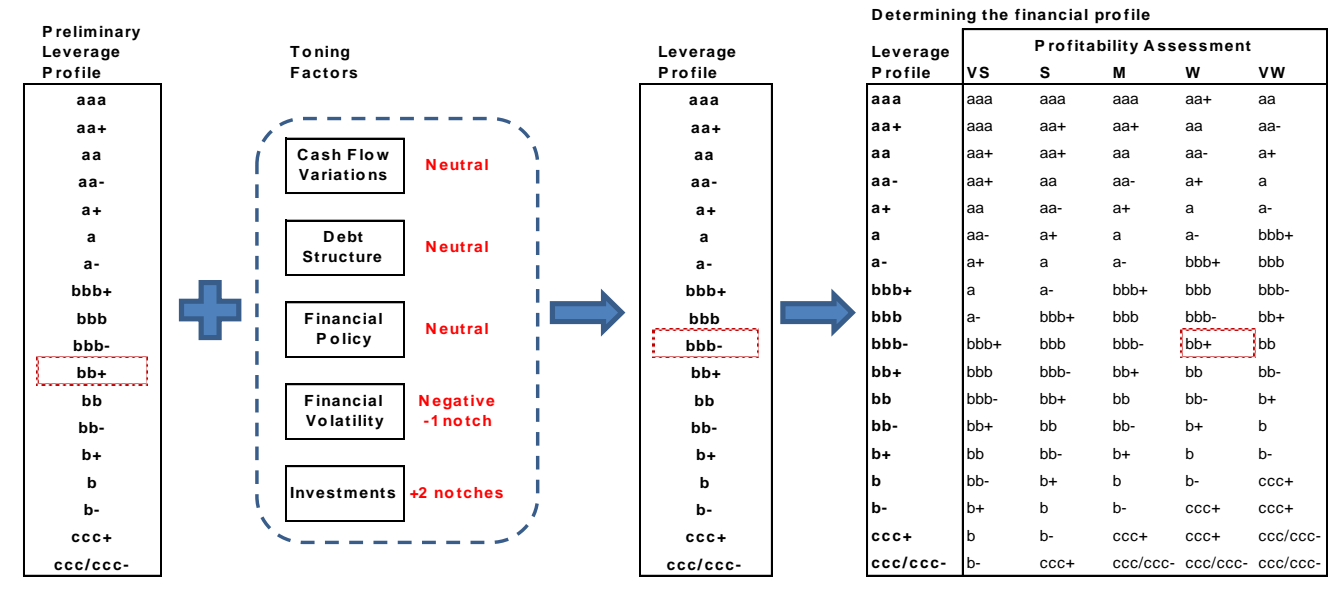 Preliminary
Leverage
Profile
aaa
aa+
aa
aa-
a+
a
a-
bbb+
bbb
bbb-
bb+
bb
bb-
b+
b
b-
ccc+
ccc/ccc-
Toning
Factors
Cash Flow
Variations
Neutral
Debt
Structure
Neutral
Financial
Policy
Neutral
Financial
Volatility
Negative
-1 notch
Investments
+2 notches
Leverage
Profile
aaa
aa+
aa
aa-
a+
a
a-
bbb+
bbb
bbb-
bb+
bb
bb-
b+
b
b-
ccc+
ccc/ccc-
Determining the financial profile
Leverage Profitability Assessment
Profile VS S M W VW
aaa aaa aaa aaa aa+ aa
aa+ aaa aa+ aa+ aa aa-
aa aa+ aa+ aa aa- a+
aa- aa+ aa aa- a+ a
a+ aa aa- a+ a a-
a aa- a+ a a- bbb+
a- a+ a a- bbb+ bbb
bbb+ a a- bbb+ bbb bbb-
bbb a- bbb+ bbb bbb- bb+
bbb- bbb+ bbb bbb- bb+ bb
bb+ bbb bbb- bb+ bb bb-
bb bbb- bb+ bb bb- b+
bb- bb+ bb bb- b+ b
b+ bb bb- b+ b b-
b bb- b+ b b- ccc+
b- b+ b b- ccc+ ccc+
ccc+ b b- ccc+ ccc+ ccc/ccc-
ccc/ccc- b- ccc+ ccc/ccc- ccc/ccc- ccc/ccc-